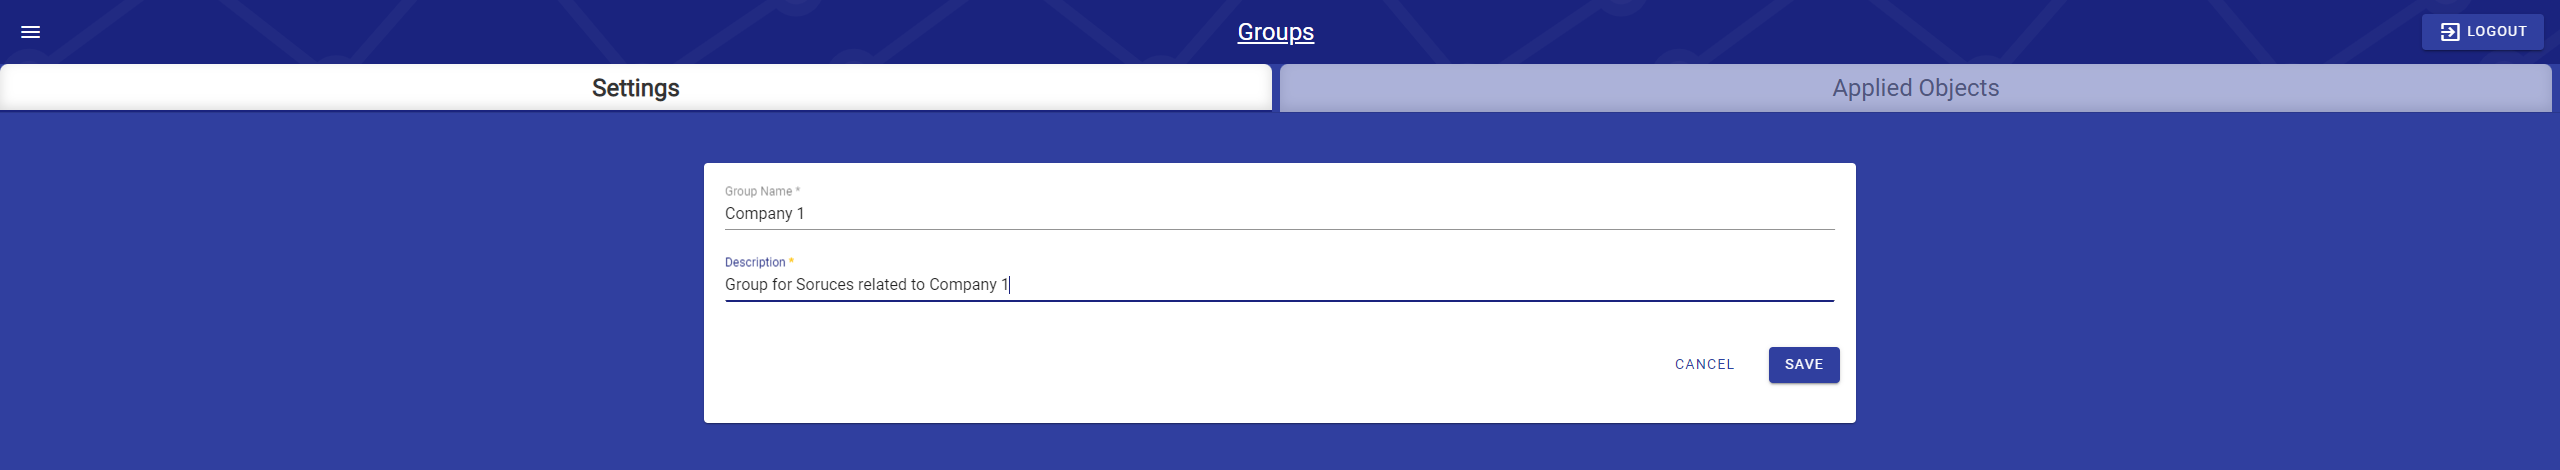 Groups
LOGOUT
Settings
Applied Objects
Group Name *
Company 1
Description *
Group for Soruces related to Company 1
CANCEL
SAVE